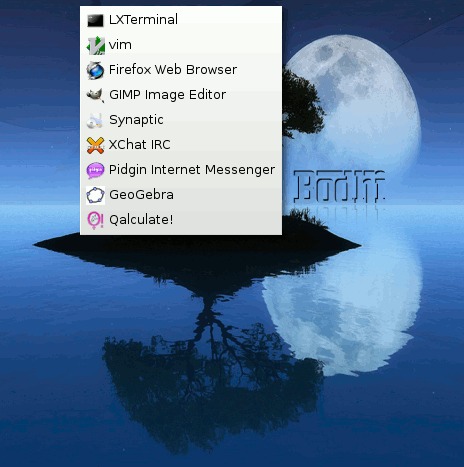 LXTerminal
vim
Firefox Web Browser
GIMP Image Editor
Synaptic
XChat IRC
Pidgin Internet Messenger
GeoGebra
Qalculate!
Bodhi